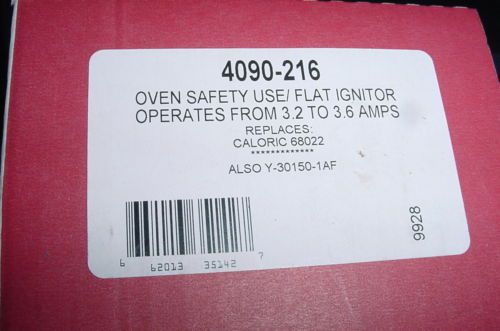 4090-216
OVEN SAFETY USE/ FLAT IGNITOR
OPERATES FROM 3.2 TO 3.6 AMPS
REPLACES:
CALORIC 68022
*************
ALSO Y-30150-1AF
6 62013 35142 7
9928